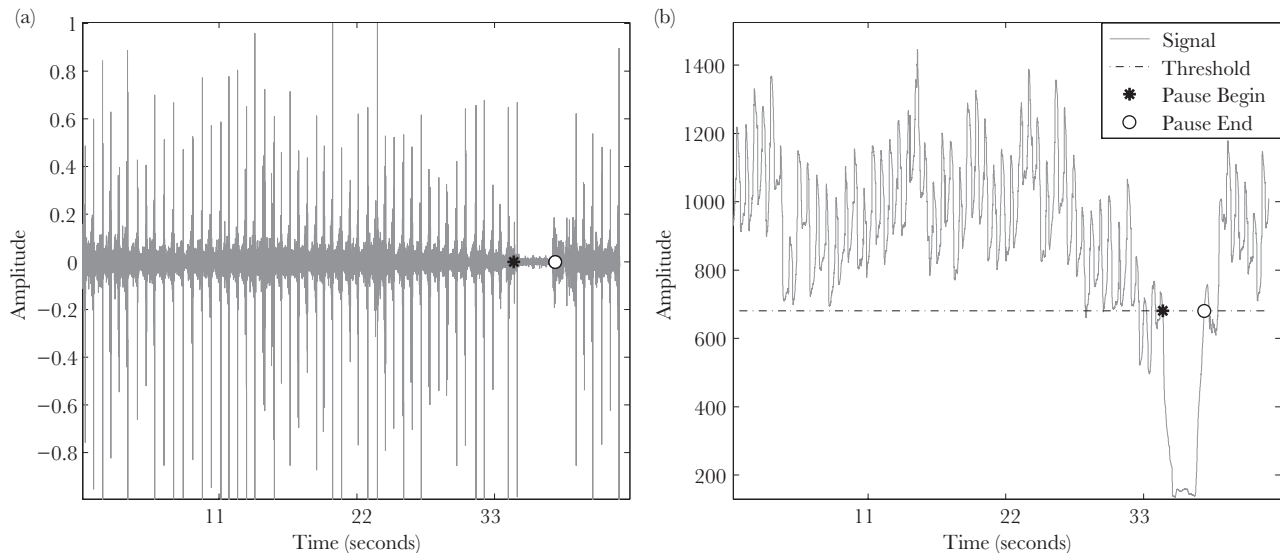 (a)
1
0.8
0.6
0.4
0.2
0
−0.2
−0.4
−0.6
−0.8
Amplitude
11
22
33
Time (seconds)
(b)
1400
1200
1000
800
600
400
200
Amplitude
11
22
33
Time (seconds)
Signal
Threshold
Pause Begin
Pause End